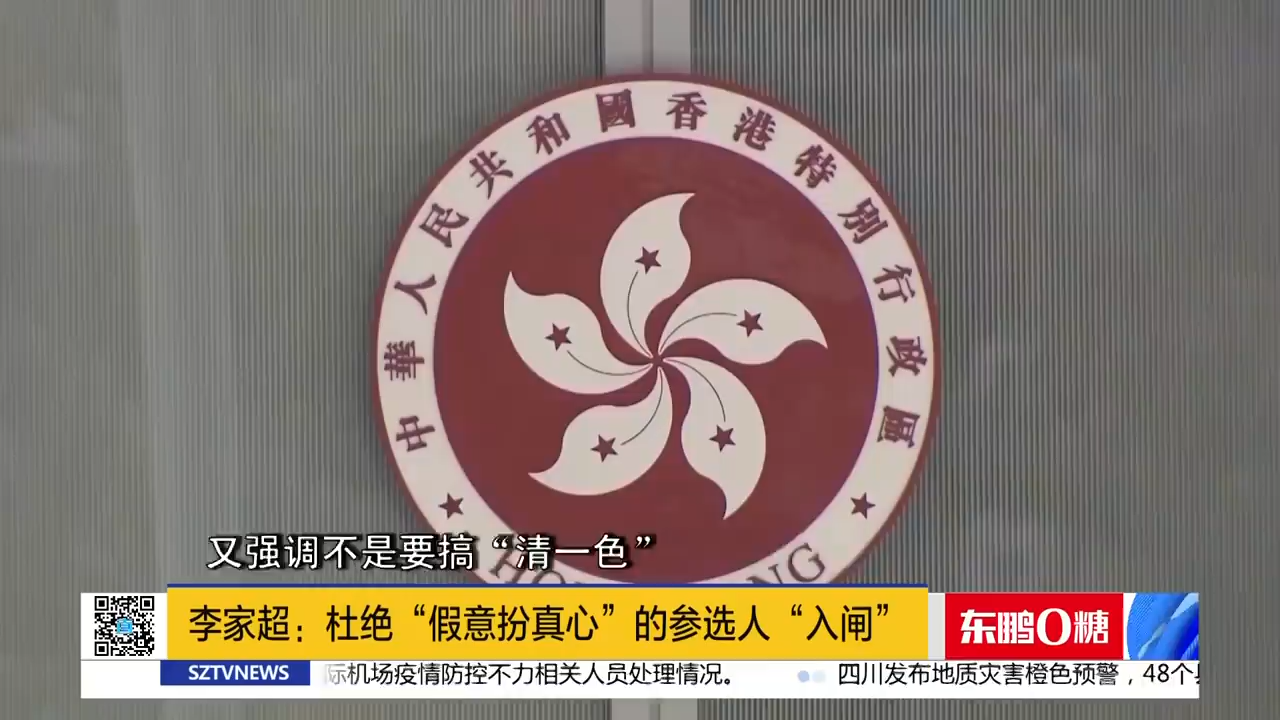 中華人民共和國香港特別行政區
HO NG
又强调不是要搞“清一色”
李家超：杜绝“假意扮真心”的参选人“入闸”
东鹏0糖
SZTVNEWS
际机场疫情防控不力相关人员处理情况。
四川发布地质灾害橙色预警，48个